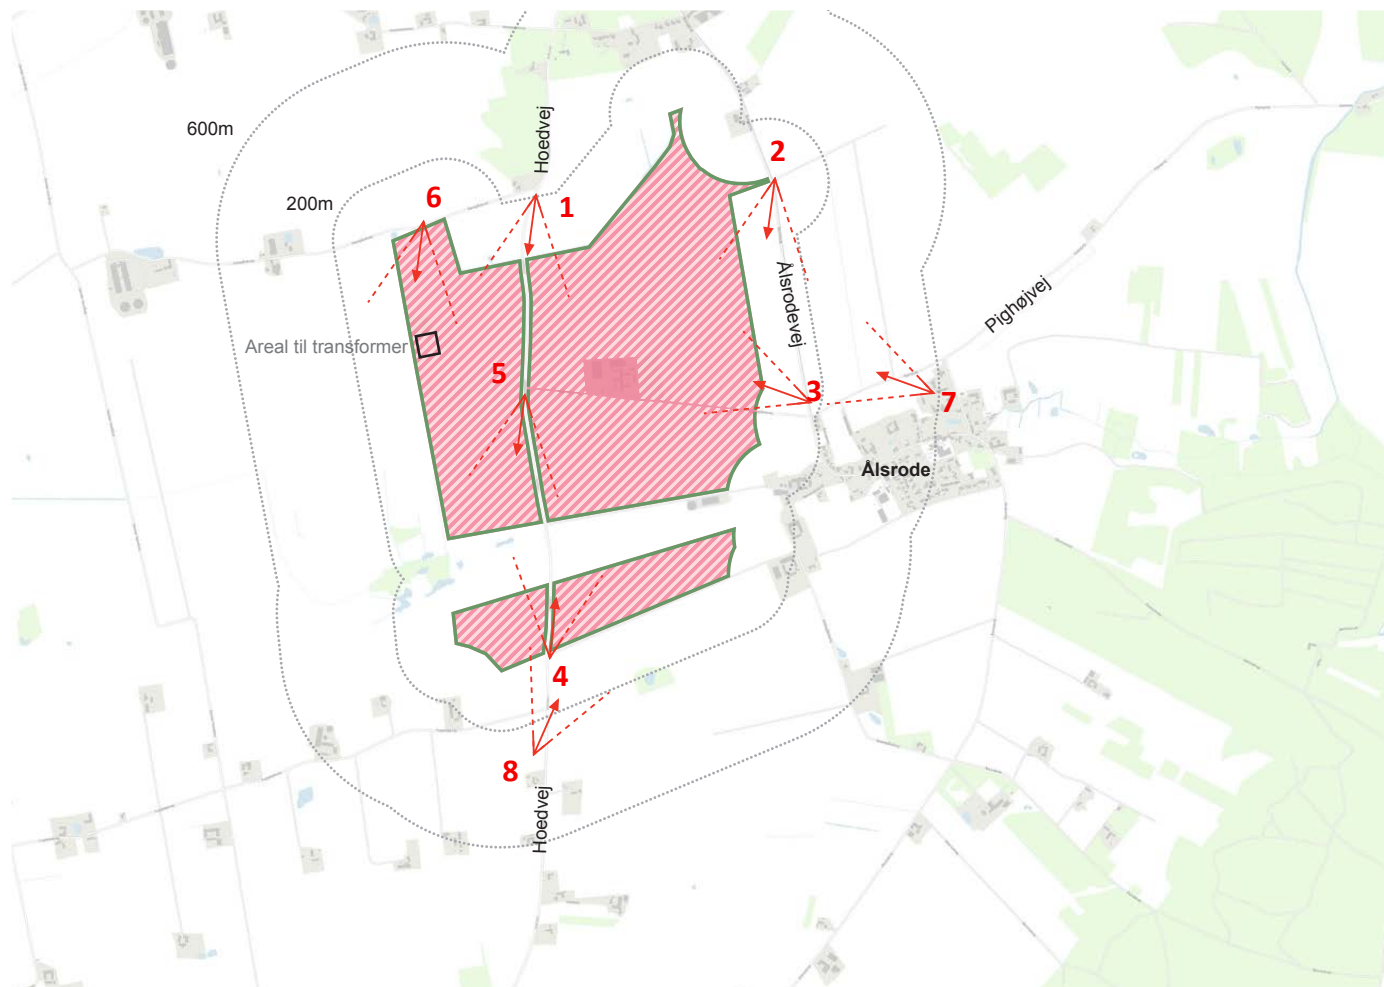 600m
Hoedvej
2
200m
6
1
Ålsrodevej
Pighøjvej
Areal til transformer
5
3
7
Ålsrode
4
8
Hoedvej